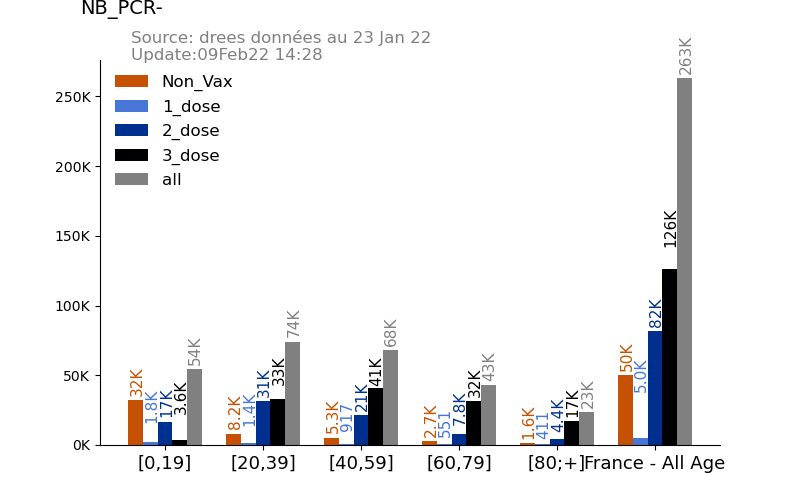 NB_PCR-
Source: drees données au 23 Jan 22
Update:09Feb22 14:28
Non_Vax
1_dose
2_dose
3_dose
all
250K
200K
150K
100K
50K
0K
32K 1.8K 17K 3.6K 54K
8.2K 1.4K 31K 33K 74K
5.3K 917 21K 41K 68K
2.7K 551 7.8K 32K 43K
1.6K 411 4.4K 17K 23K
50K 5.0K 82K 126K 263K
[0,19] [20,39] [40,59] [60,79] [80;+] France - All Age